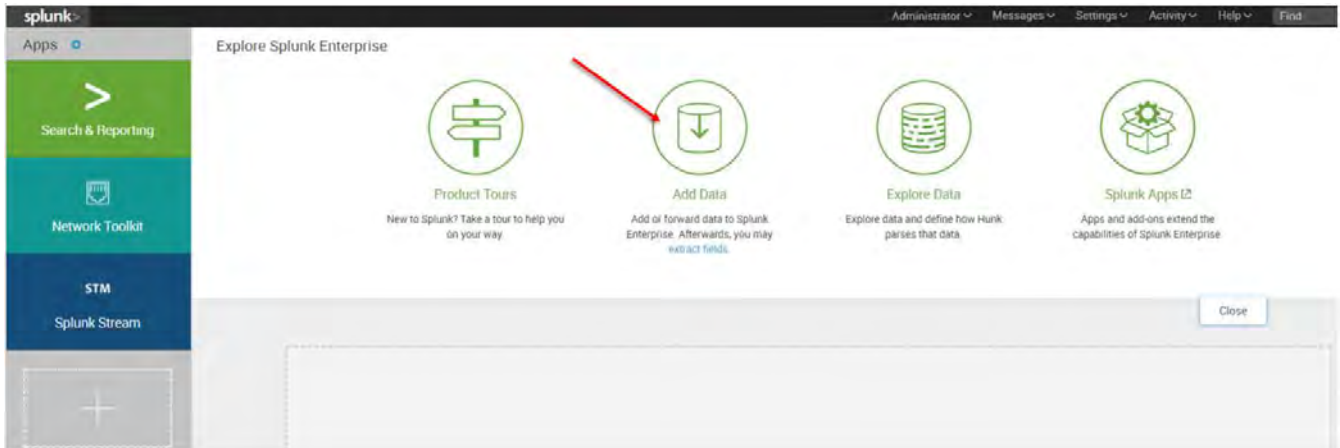 splunk>
Administrator Messages Settings Activity Help Find
Apps
Explore Splunk Enterprise
Search & Reporting
Network Toolkit
STM
Splunk Stream
Product Tours
New to Splunk? Take a tour to help you
on your way.
Add Data
Add or forward data to Splunk
Enterprise. Afterwards, you may
extract fields.
Explore Data
Explore data and define how Hunk
parses that data.
Splunk Apps
Apps and add-ons extend the
capabilities of Splunk Enterprise.
Close